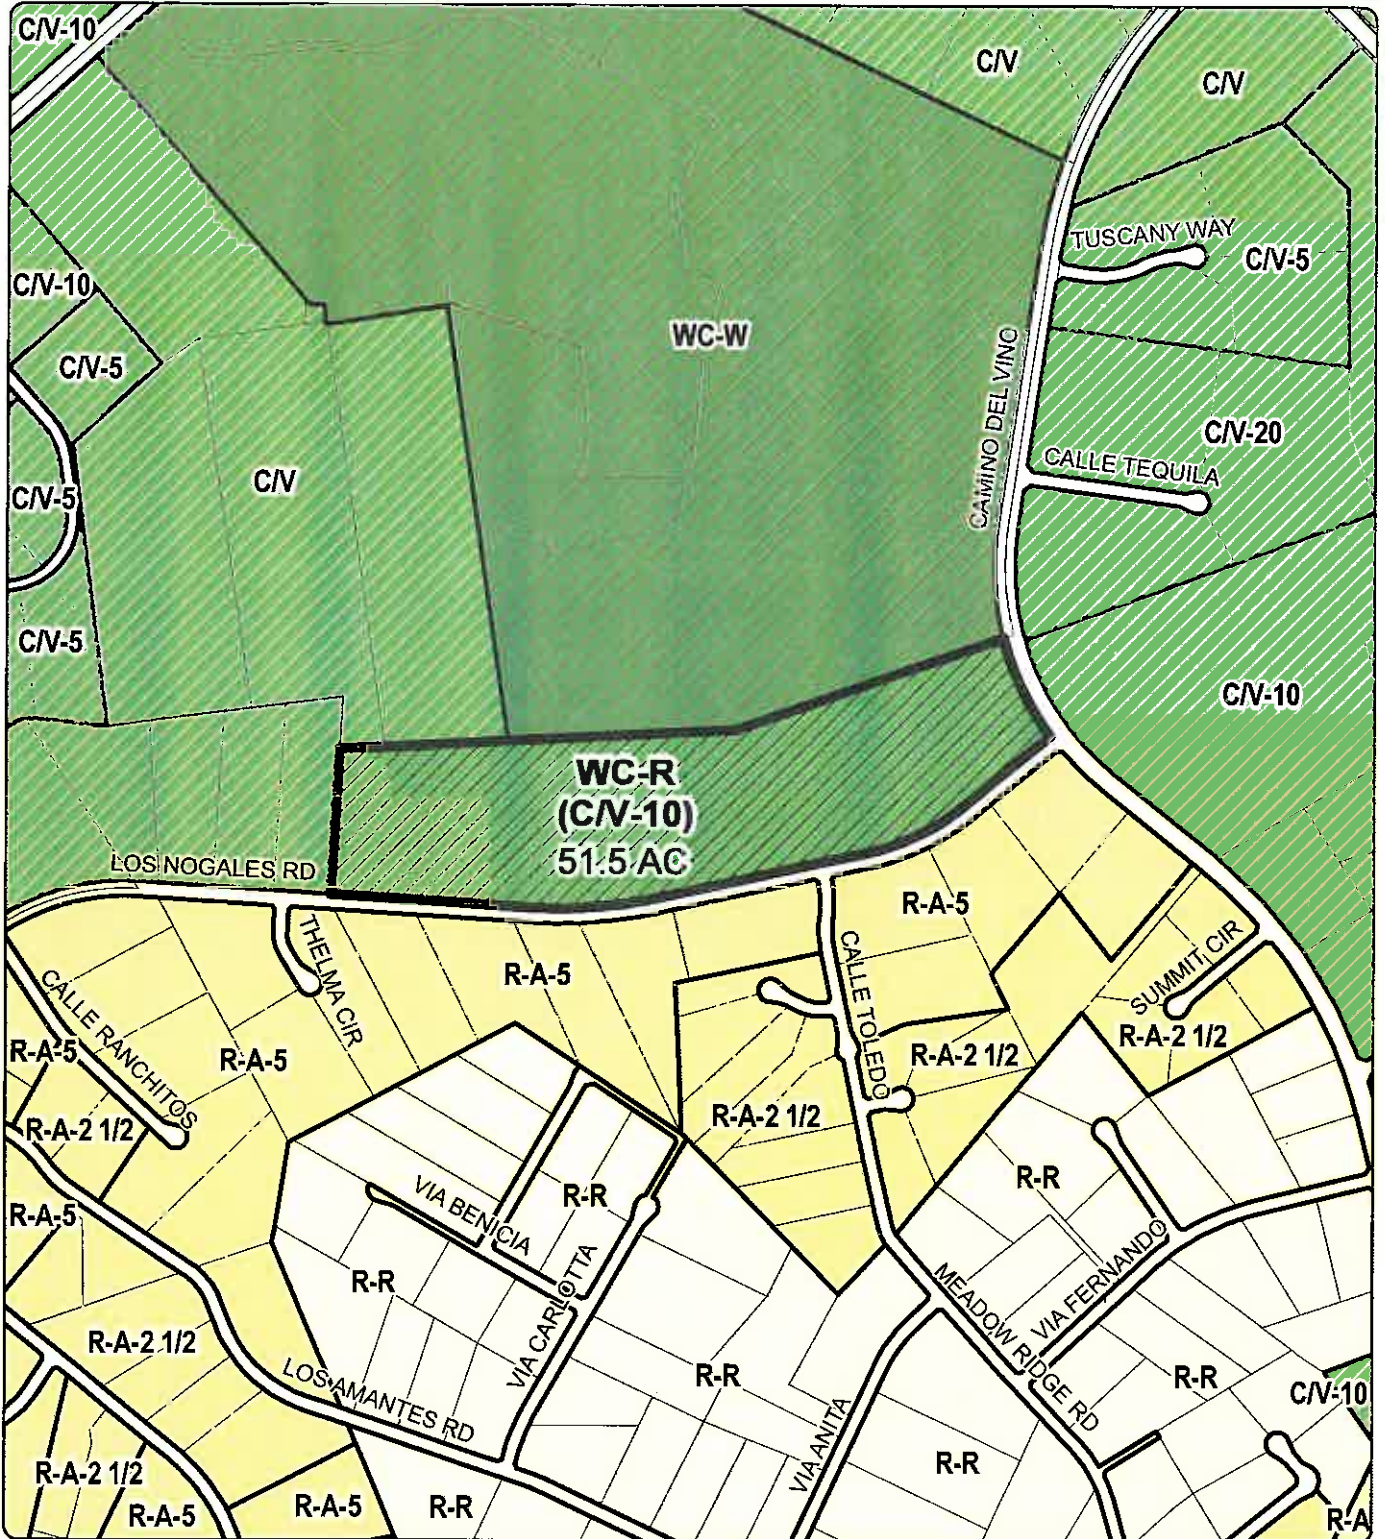 C/V-10
C/V
C/V
TUSCANY WAY
C/V-5
C/V-10
C/V-5
WC-W
CAMINO DEL VINO
C/V-20
CALLE TEQUILA
C/V
C/V-5
C/V-5
C/V-10
WC-R
(C/V-10)
51.5 AC
LOS NOGALES RD
THELMA CIR
R-A-5
CALLE TOLEDO
R-A-5
SUMMIT CIR
CALLE RANCHITOS
R-A-5
R-A-5
R-A-2 1/2
R-A-2 1/2
R-A-2 1/2
R-A-2 1/2
R-R
VIA BENICIA
R-R
R-A-5
R-R
VIA CARLOTTA
MEADOW RIDGE RD
VIA FERNANDO
R-A-2 1/2
LOS AMANTES RD
R-R
R-R
C/V-10
VIA ANITA
R-A-2 1/2
R-A-5
R-A-5
R-R
R-R
R-A